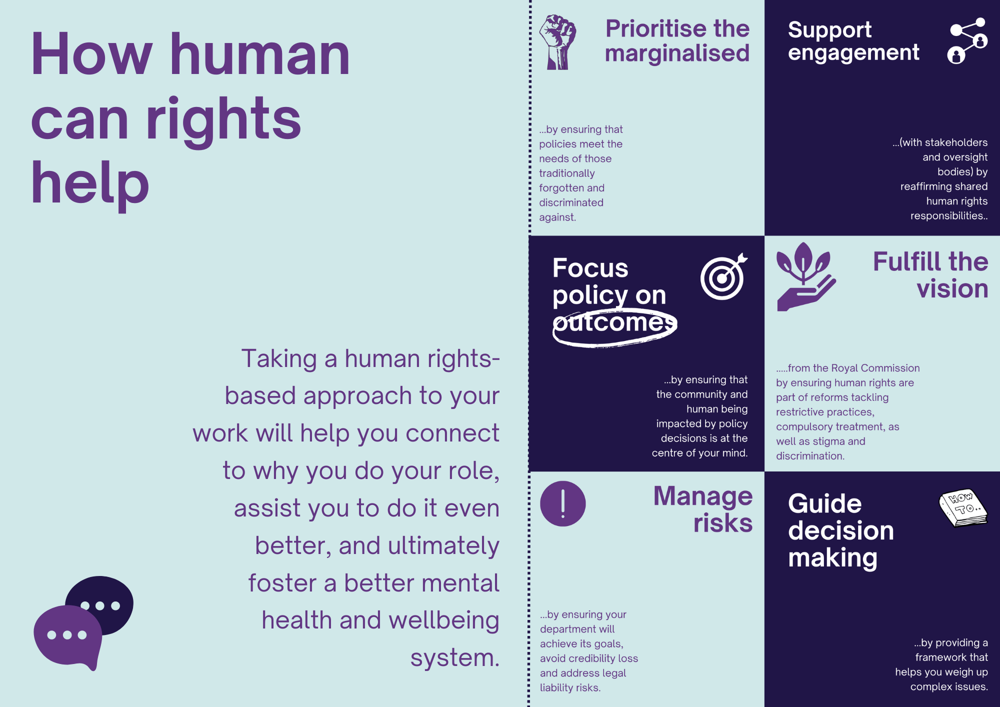 How human
can rights
help
Taking a human rights-
based approach to your
work will help you connect
to why you do your role,
assist you to do it even
better, and ultimately
foster a better mental
health and wellbeing
system.
Prioritise the
marginalised
...by ensuring that
policies meet the
needs of those
traditionally
forgotten and
discriminated
against.
Support
engagement
...(with stakeholders
and oversight
bodies) by
reaffirming shared
human rights
responsibilities..
Focus
policy on
outcomes
...by ensuring that
the community and
human being
impacted by policy
decisions is at the
centre of your mind.
Fulfill the
vision
.....from the Royal Commission
by ensuring human rights are
part of reforms tackling
restrictive practices,
compulsory treatment, as
well as stigma and
discrimination.
Manage
risks
...by ensuring your
department will
achieve its goals,
avoid credibility loss
and address legal
liability risks.
Guide
decision
making
HOW
TO..
...by providing a
framework that
helps you weigh up
complex issues.